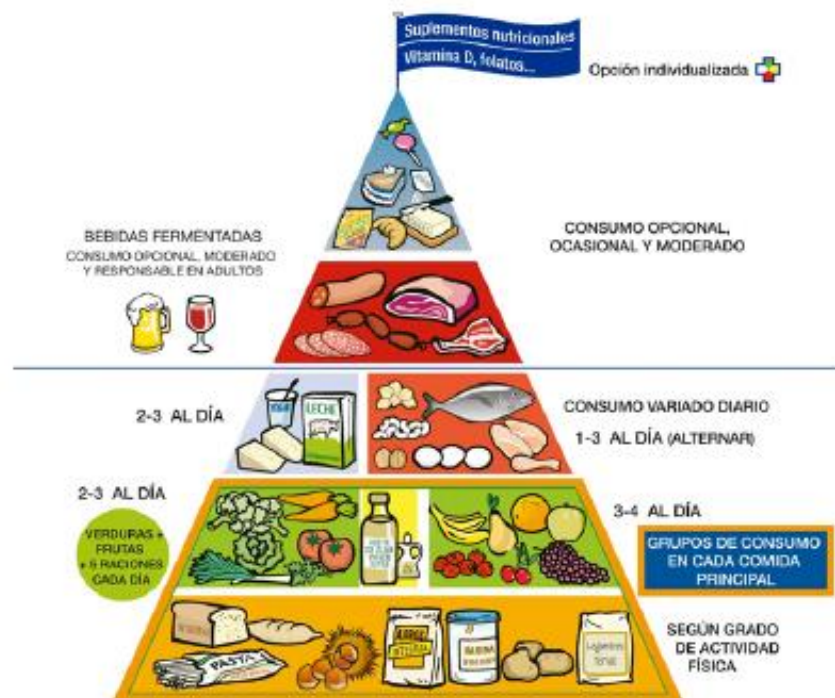 Suplementos nutricionales
Vitamina D, folatos...
Opción individualizada
BEBIDAS FERMENTADAS
CONSUMO OPCIONAL, MODERADO
Y RESPONSABLE EN ADULTOS
CONSUMO OPCIONAL,
OCASIONAL Y MODERADO
2-3 AL DÍA
YOGUR
LECHE
CONSUMO VARIADO DIARIO
1-3 AL DÍA (ALTERNAR)
2-3 AL DÍA
VERDURAS +
FRUTAS
+ 5 RACIONES
CADA DÍA
3-4 AL DÍA
GRUPOS DE CONSUMO
EN CADA COMIDA
PRINCIPAL
PASTA
HARINA
SEGÚN GRADO
DE ACTIVIDAD
FÍSICA